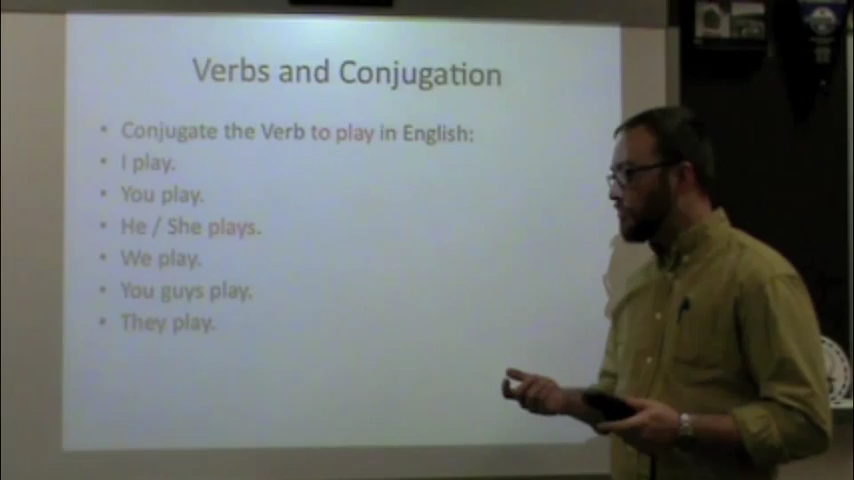 Verbs and Conjugation
• Conjugate the Verb to play in English:
• I play.
• You play.
• He / She plays.
• We play.
• You guys play.
• They play.